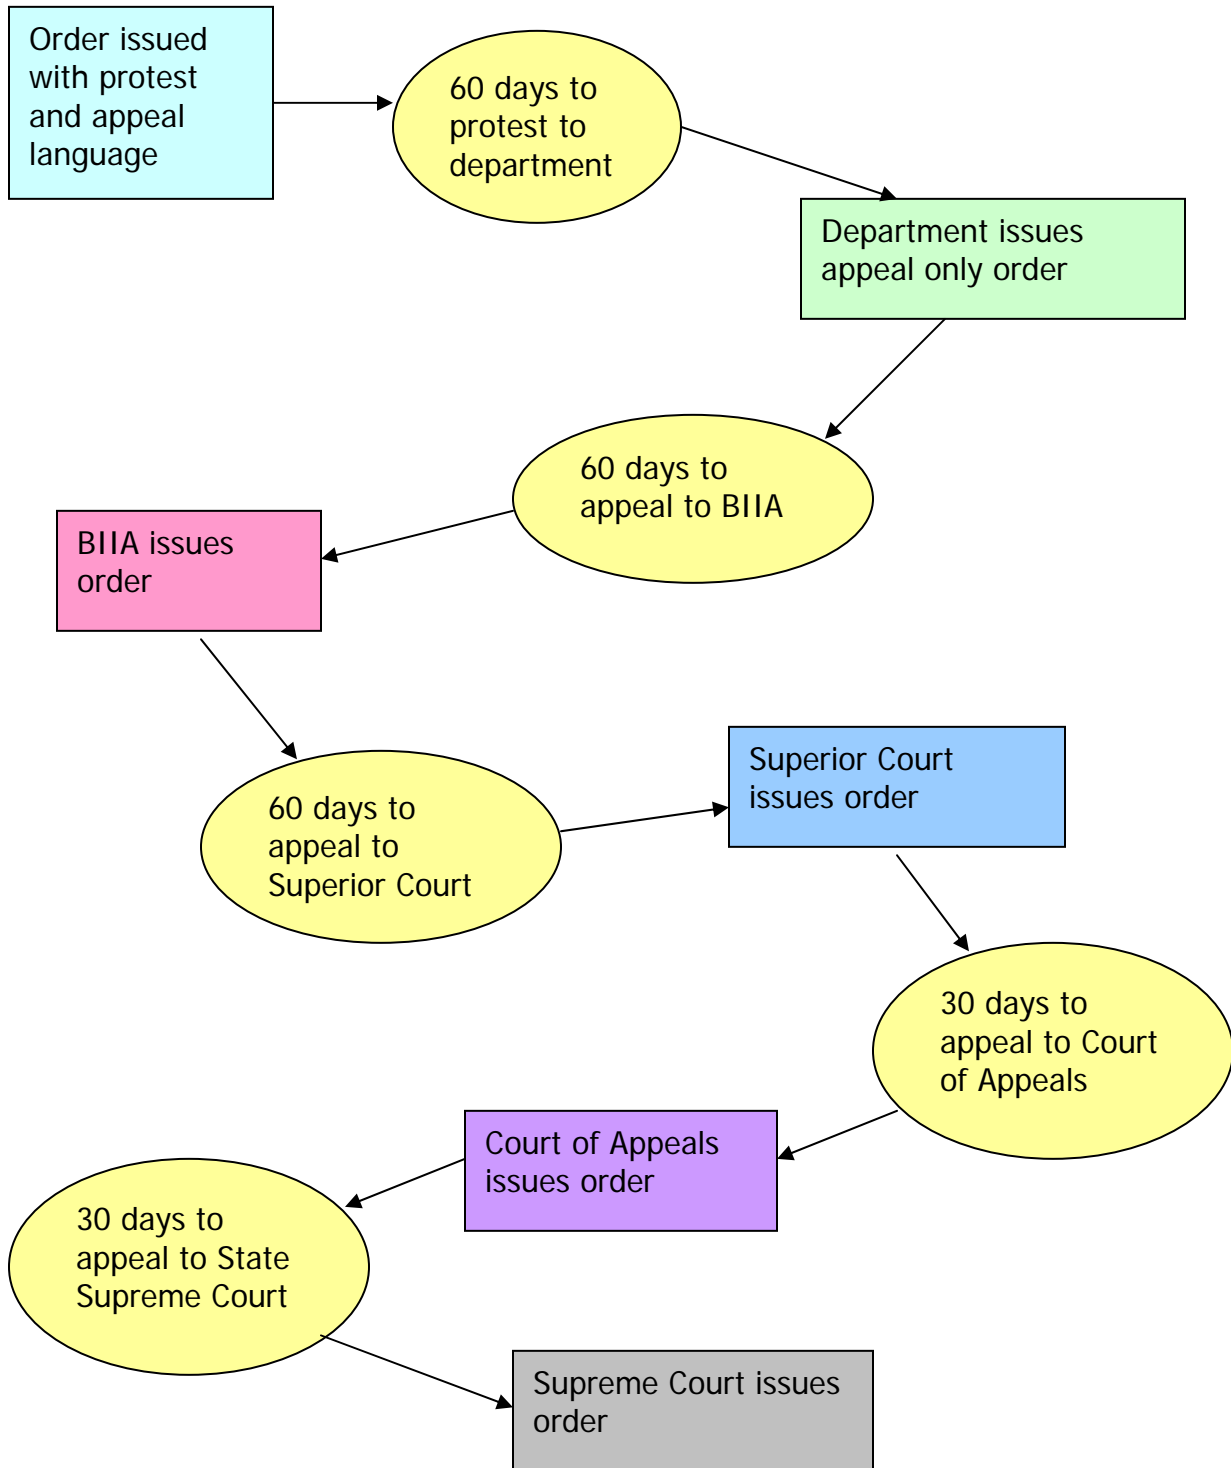 Order issued
with protest
and appeal
language
60 days to
protest to
department
Department issues
appeal only order
60 days to
appeal to BIIA
BIIA issues
order
60 days to
appeal to
Superior Court
Superior Court
issues order
30 days to
appeal to Court
of Appeals
Court of Appeals
issues order
30 days to
appeal to State
Supreme Court
Supreme Court issues
order